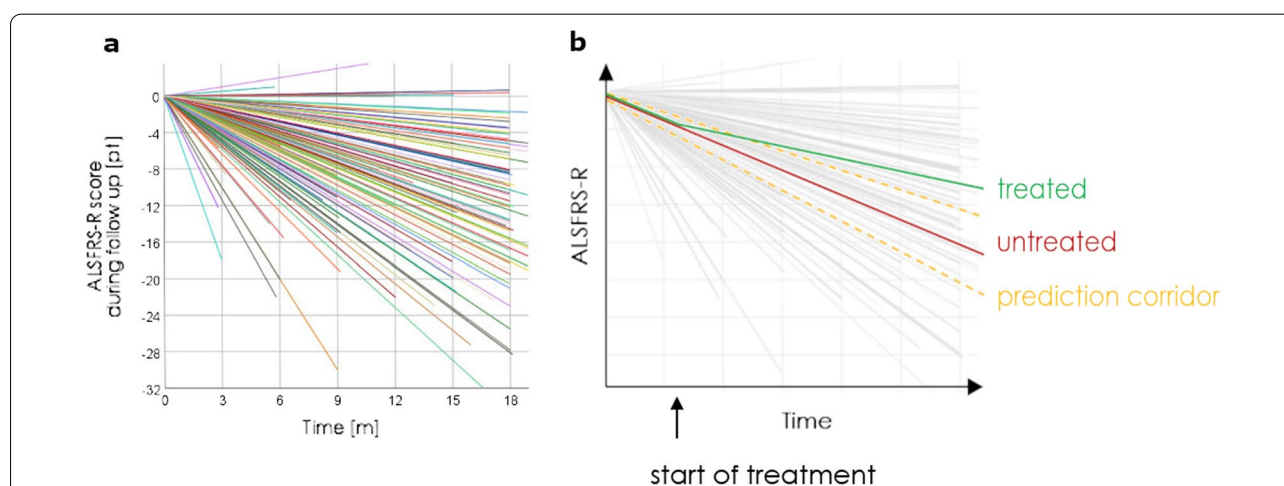 a
ALSFRS-R score
during follow up [pt]
0
-4
-8
-12
-16
-20
-24
-28
-32
0 3 6 9 12 15 18
Time [m]
b
ALSFRS-R
treated
untreated
prediction corridor
Time
start of treatment